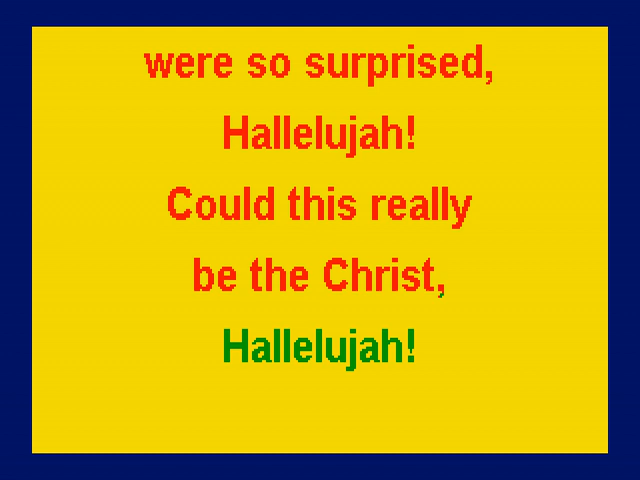 were so surprised,
Hallelujah!
Could this really
be the Christ,
Hallelujah!